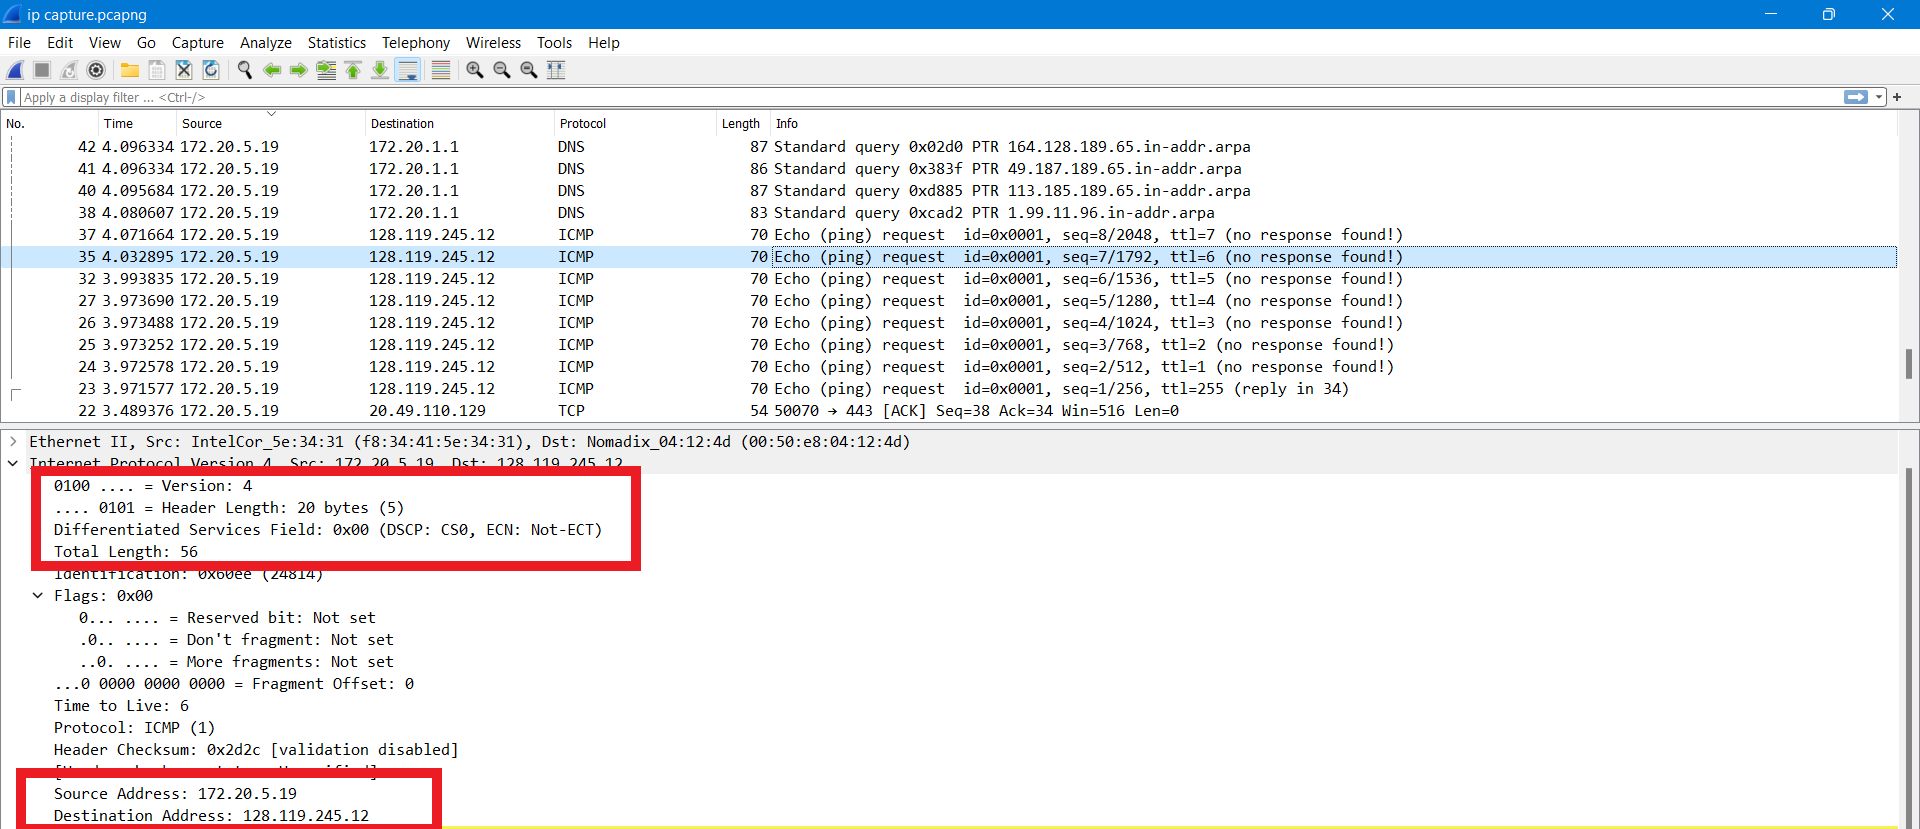 ip capture.pcapng
File Edit View Go Capture Analyze Statistics Telephony Wireless Tools Help
Apply a display filter ... <Ctrl-/>
No. Time Source Destination Protocol Length Info
42 4.096334 172.20.5.19 172.20.1.1 DNS 87 Standard query 0x02d0 PTR 164.128.189.65.in-addr.arpa
41 4.096334 172.20.5.19 172.20.1.1 DNS 86 Standard query 0x383f PTR 49.187.189.65.in-addr.arpa
40 4.095684 172.20.5.19 172.20.1.1 DNS 87 Standard query 0xd885 PTR 113.185.189.65.in-addr.arpa
38 4.080607 172.20.5.19 172.20.1.1 DNS 83 Standard query 0xcad2 PTR 1.99.11.96.in-addr.arpa
37 4.071664 172.20.5.19 128.119.245.12 ICMP 70 Echo (ping) request id=0x0001, seq=8/2048, ttl=7 (no response found!)
35 4.032895 172.20.5.19 128.119.245.12 ICMP 70 Echo (ping) request id=0x0001, seq=7/1792, ttl=6 (no response found!)
32 3.993835 172.20.5.19 128.119.245.12 ICMP 70 Echo (ping) request id=0x0001, seq=6/1536, ttl=5 (no response found!)
27 3.973690 172.20.5.19 128.119.245.12 ICMP 70 Echo (ping) request id=0x0001, seq=5/1280, ttl=4 (no response found!)
26 3.973488 172.20.5.19 128.119.245.12 ICMP 70 Echo (ping) request id=0x0001, seq=4/1024, ttl=3 (no response found!)
25 3.973252 172.20.5.19 128.119.245.12 ICMP 70 Echo (ping) request id=0x0001, seq=3/768, ttl=2 (no response found!)
24 3.972578 172.20.5.19 128.119.245.12 ICMP 70 Echo (ping) request id=0x0001, seq=2/512, ttl=1 (no response found!)
23 3.971577 172.20.5.19 128.119.245.12 ICMP 70 Echo (ping) request id=0x0001, seq=1/256, ttl=255 (reply in 34)
22 3.489376 172.20.5.19 20.49.110.129 TCP 54 50070 → 443 [ACK] Seq=38 Ack=34 Win=516 Len=0
Ethernet II, Src: IntelCor_5e:34:31 (f8:34:41:5e:34:31), Dst: Nomadix_04:12:4d (00:50:e8:04:12:4d)
Internet Protocol Version 4, Src: 172.20.5.19, Dst: 128.119.245.12
0100 .... = Version: 4
.... 0101 = Header Length: 20 bytes (5)
Differentiated Services Field: 0x00 (DSCP: CS0, ECN: Not-ECT)
Total Length: 56
Identification: 0x60ee (24814)
Flags: 0x00
0... .... = Reserved bit: Not set
.0.. .... = Don't fragment: Not set
..0. .... = More fragments: Not set
...0 0000 0000 0000 = Fragment Offset: 0
Time to Live: 6
Protocol: ICMP (1)
Header Checksum: 0x2d2c [validation disabled]
Source Address: 172.20.5.19
Destination Address: 128.119.245.12